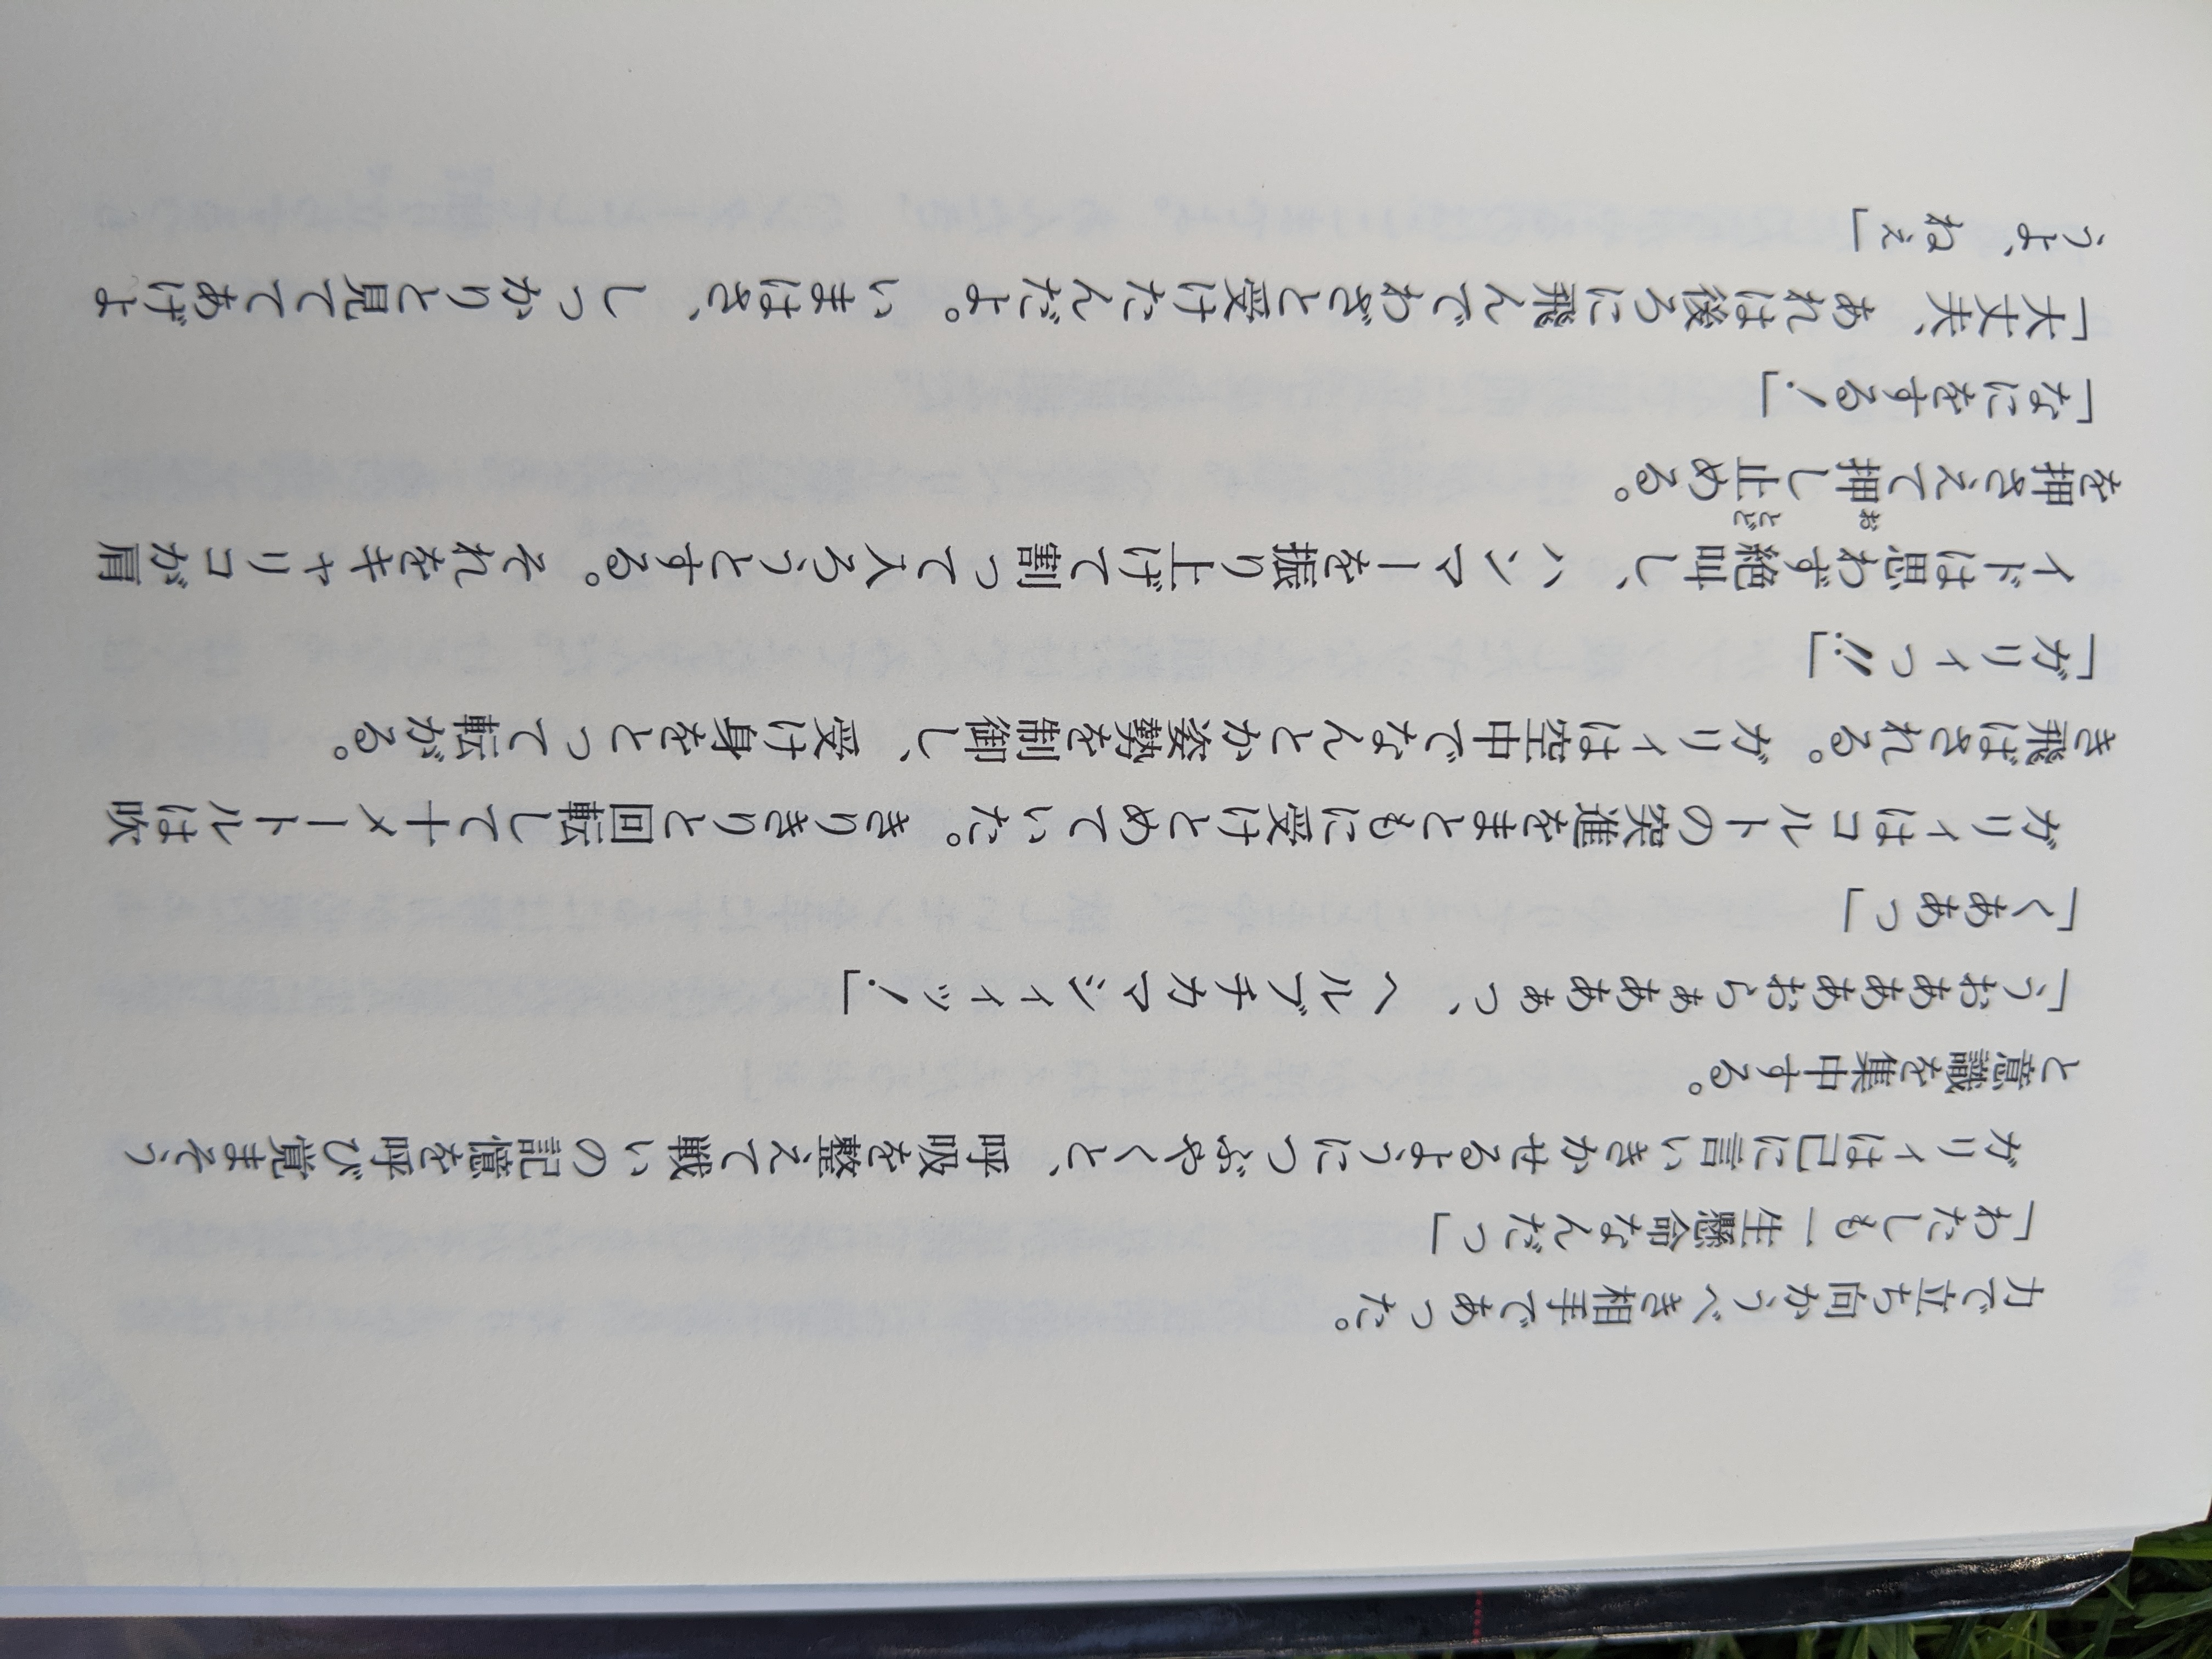 力で立ち向かうべき相手であった。
「わたしも一生懸命なんだっ」
ガリィは己に言いきかせるようにつぶやくと、呼吸を整えて戦いの記憶を呼び覚まそう
と意識を集中する。
「うおあああおらぁああぁっ、ヘルブチカマシィィッ!」
「くああっ」
ガリィはコルトの突進をまともに受けとめていた。きりきりと回転して十メートルは吹
き飛ばされる。ガリィは空中でなんとか姿勢を制御し、受け身をとって転がる。
「ガリィっ!!」
イドは思わず絶叫し、ハンマーを振り上げて割って入ろうとする。それをキャリコが肩
を押さえて押し止める。
お とど
「なにをする!」
「大丈夫、あれは後ろに飛んでわざと受けたんだよ。いまはさ、しっかりと見ててあげよ
うよ、ねぇ」